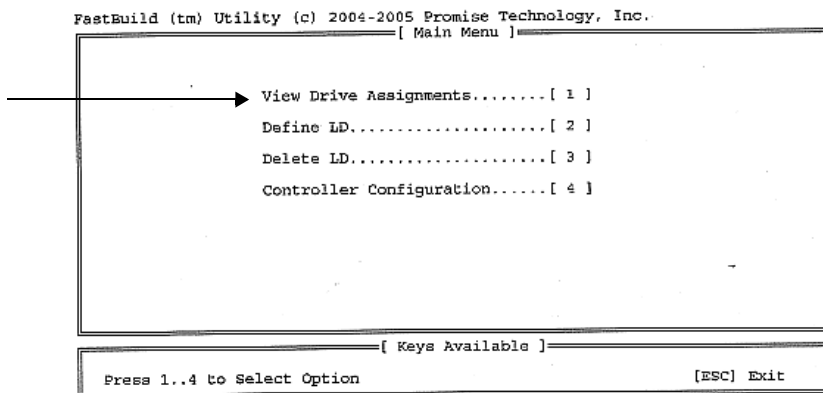 FastBuild (tm) Utility (c) 2004-2005 Promise Technology, Inc.
[ Main Menu ]
View Drive Assignments........[ 1 ]
Define LD.....................[ 2 ]
Delete LD.....................[ 3 ]
Controller Configuration......[ 4 ]
[ Keys Available ]
Press 1..4 to Select Option [ESC] Exit